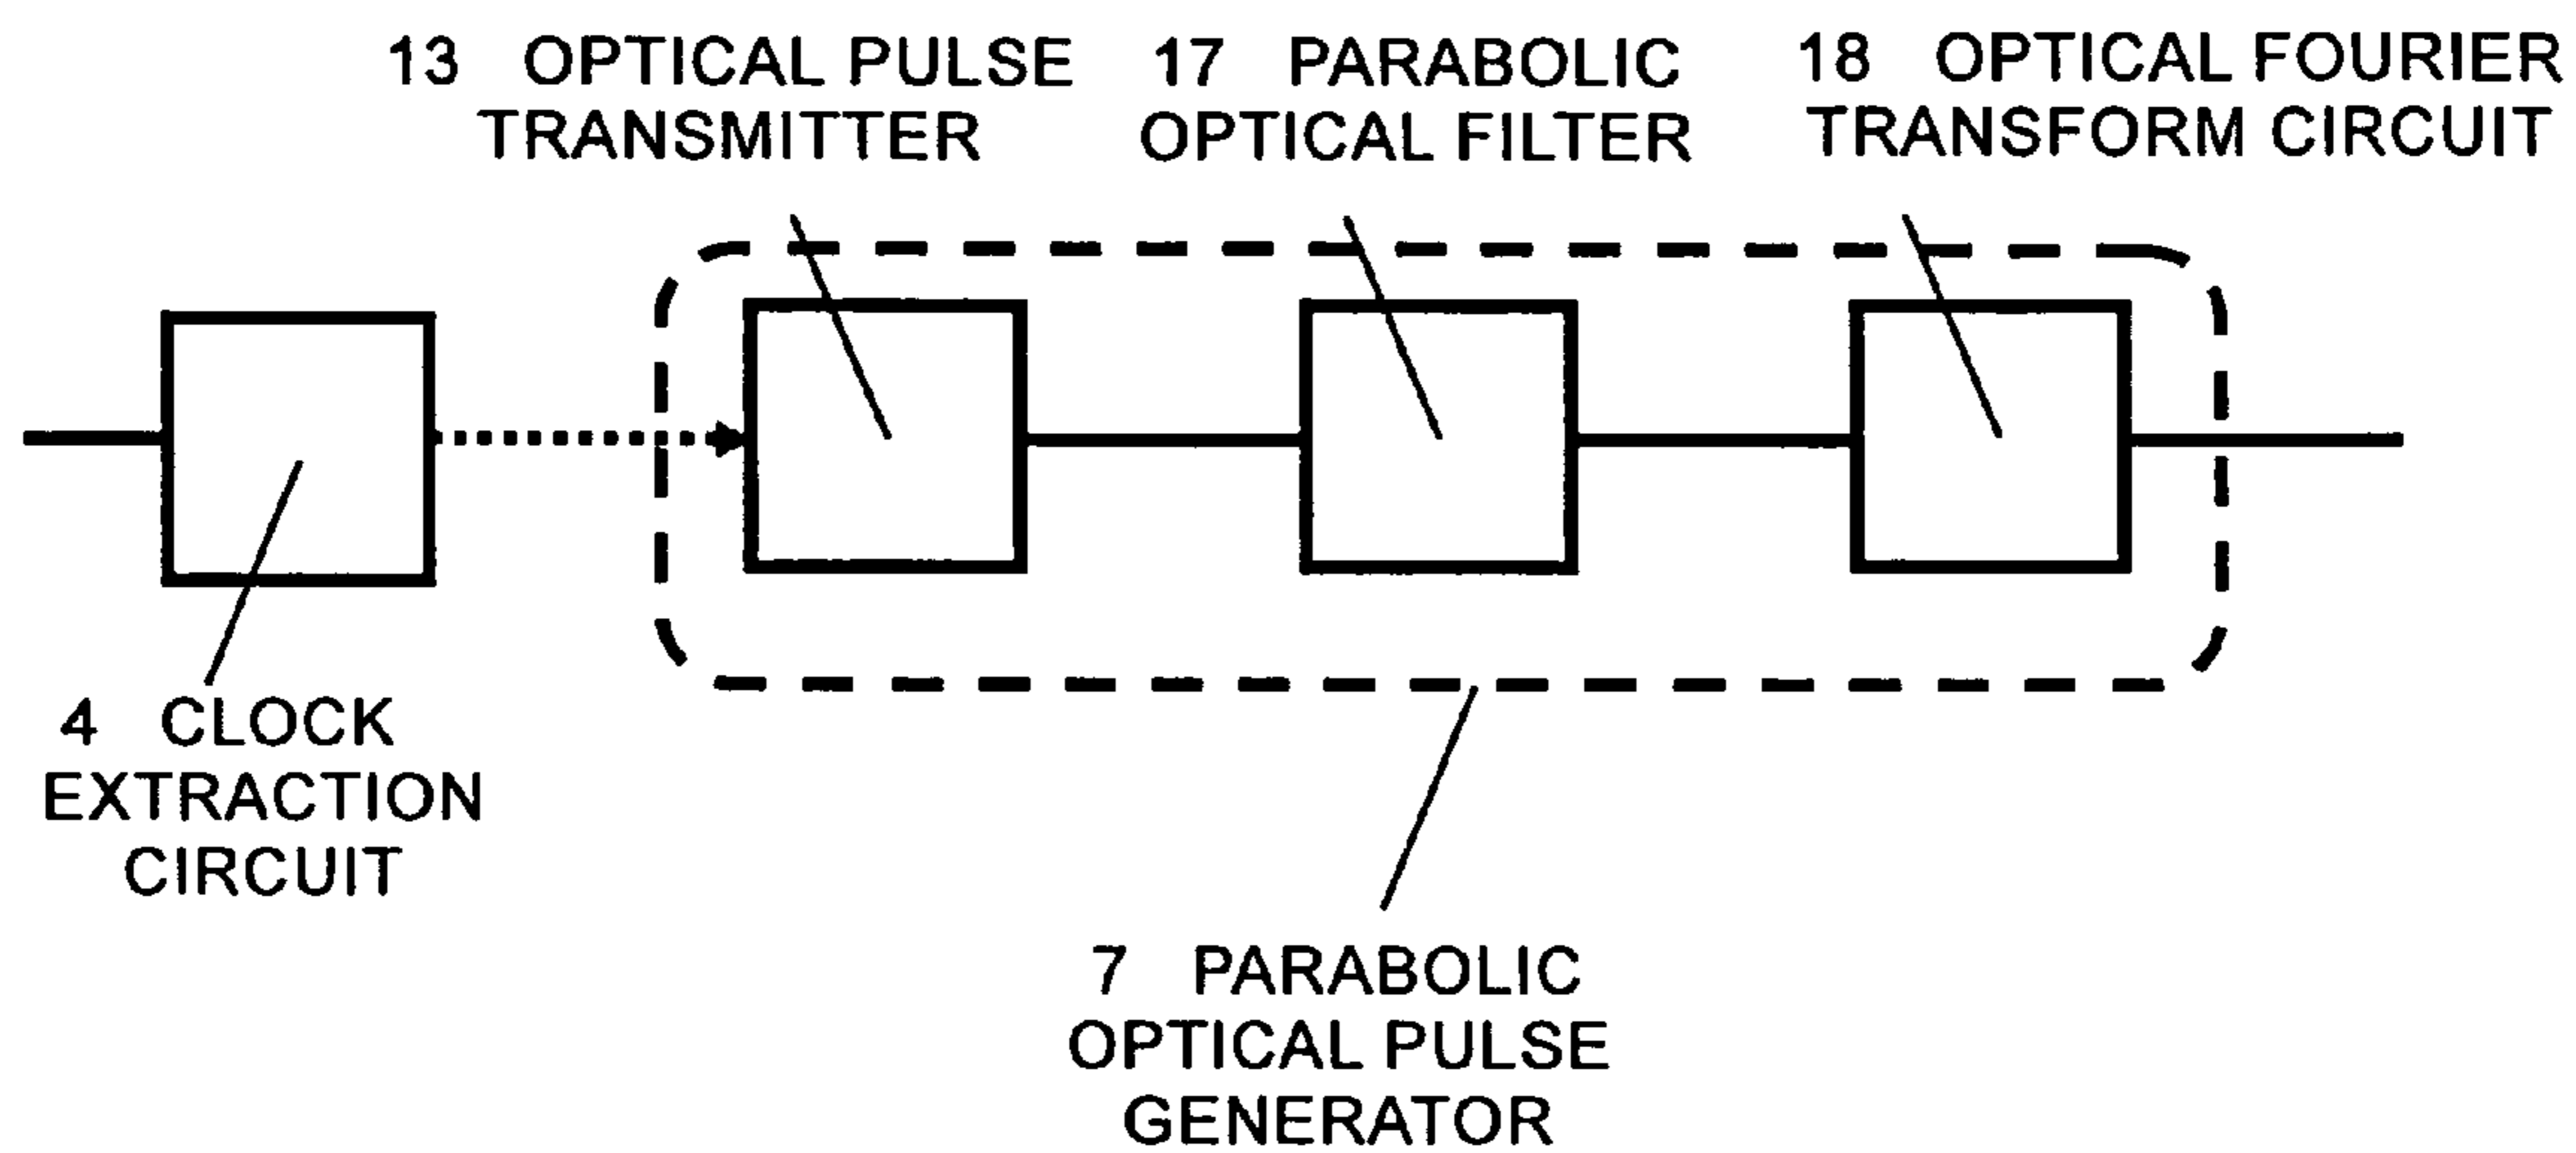 13 OPTICAL PULSE
TRANSMITTER
17 PARABOLIC
OPTICAL FILTER
18 OPTICAL FOURIER
TRANSFORM CIRCUIT
4 CLOCK
EXTRACTION
CIRCUIT
7 PARABOLIC
OPTICAL PULSE
GENERATOR